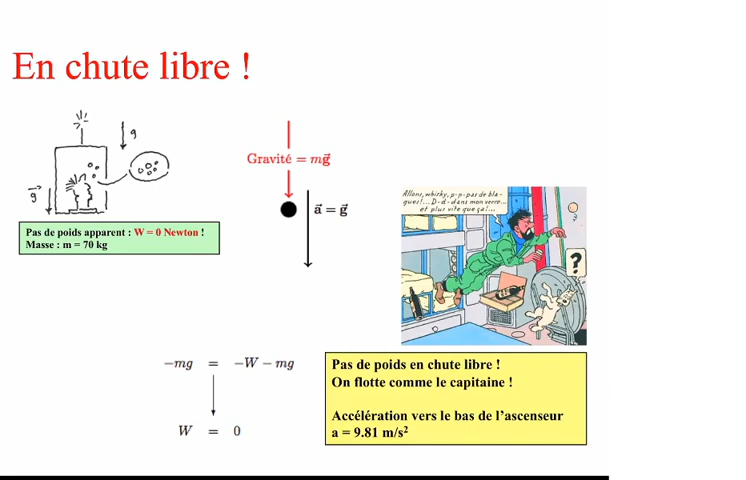 En chute libre !
g
g⃗
Gravité = mg⃗
a⃗ = g⃗
Pas de poids apparent : W = 0 Newton !
Masse : m = 70 kg
Allons, whisky, p-p-pas de bla-
gues!... D-d-dans mon verre...
et plus vite que ça!...
?
-mg = -W - mg
W = 0
Pas de poids en chute libre !
On flotte comme le capitaine !
Accélération vers le bas de l'ascenseur
a = 9.81 m/s²